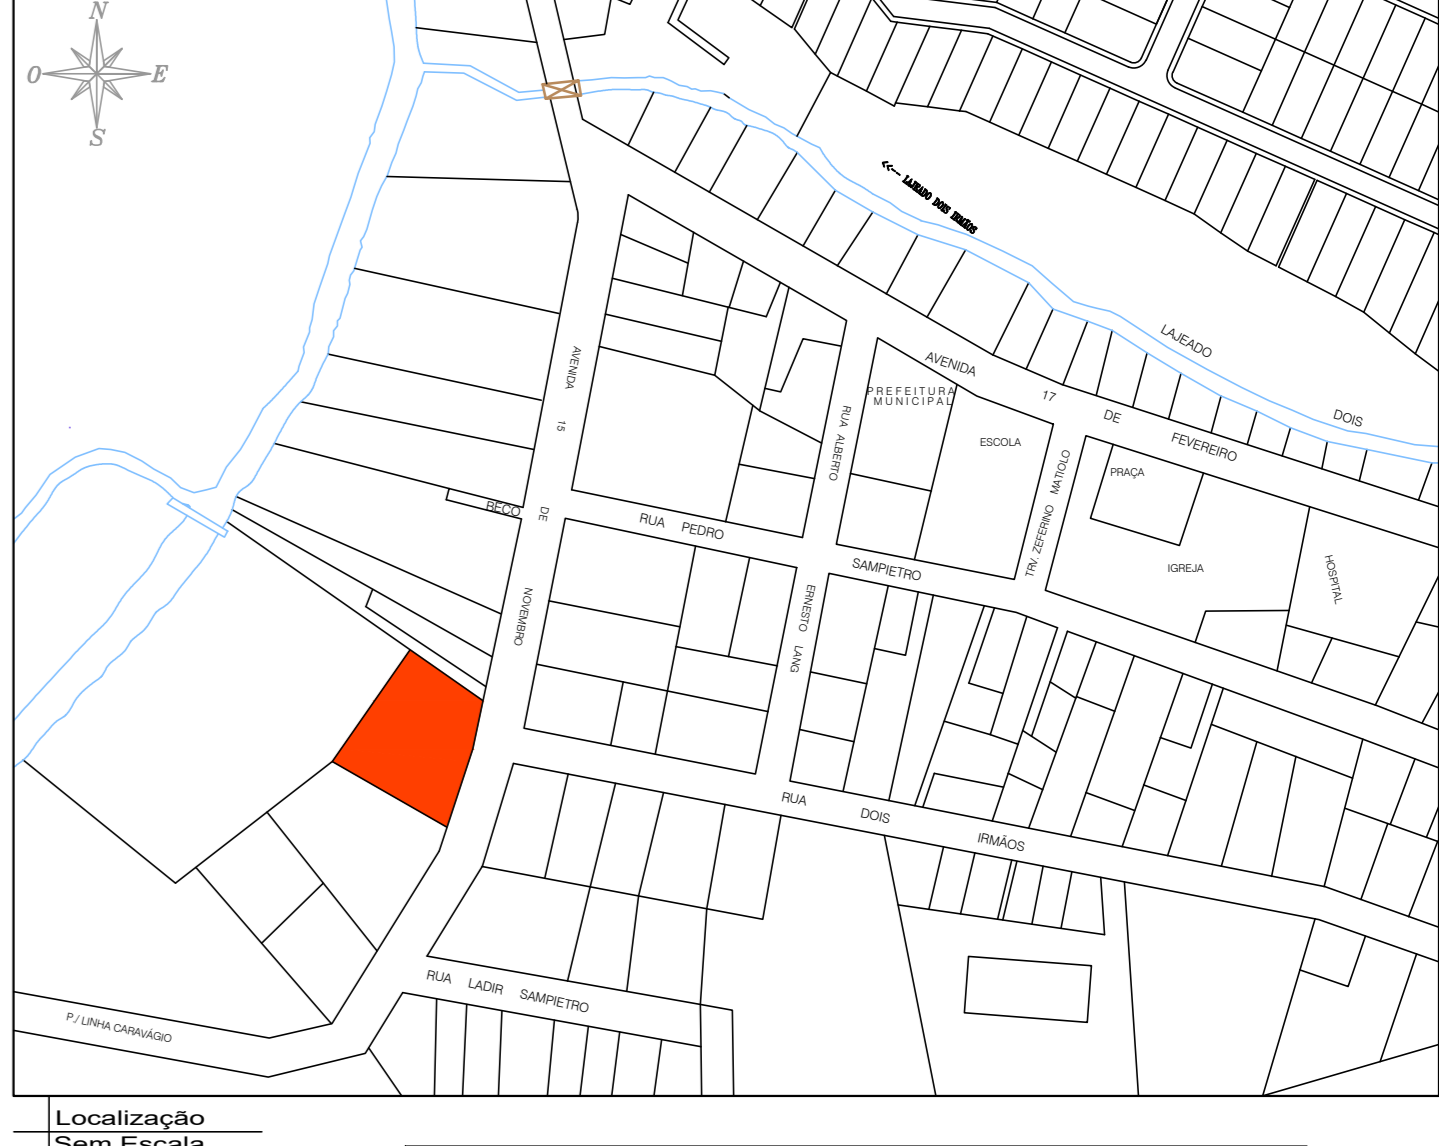 N
O
E
S
<<— LAJEADO DOIS IRMÃOS
LAJEADO
DOIS
AVENIDA
17
DE
FEVEREIRO
AVENIDA
15
DE
NOVEMBRO
PREFEITURA
MUNICIPAL
RUA ALBERTO
ESCOLA
TRV. ZEFERINO MATIOLO
PRAÇA
BECO
RUA PEDRO
SAMPIETRO
IGREJA
HOSPITAL
ERNESTO LANG
RUA
DOIS
IRMÃOS
RUA LADIR SAMPIETRO
P./ LINHA CARAVÁGIO
Localização
Sem Escala